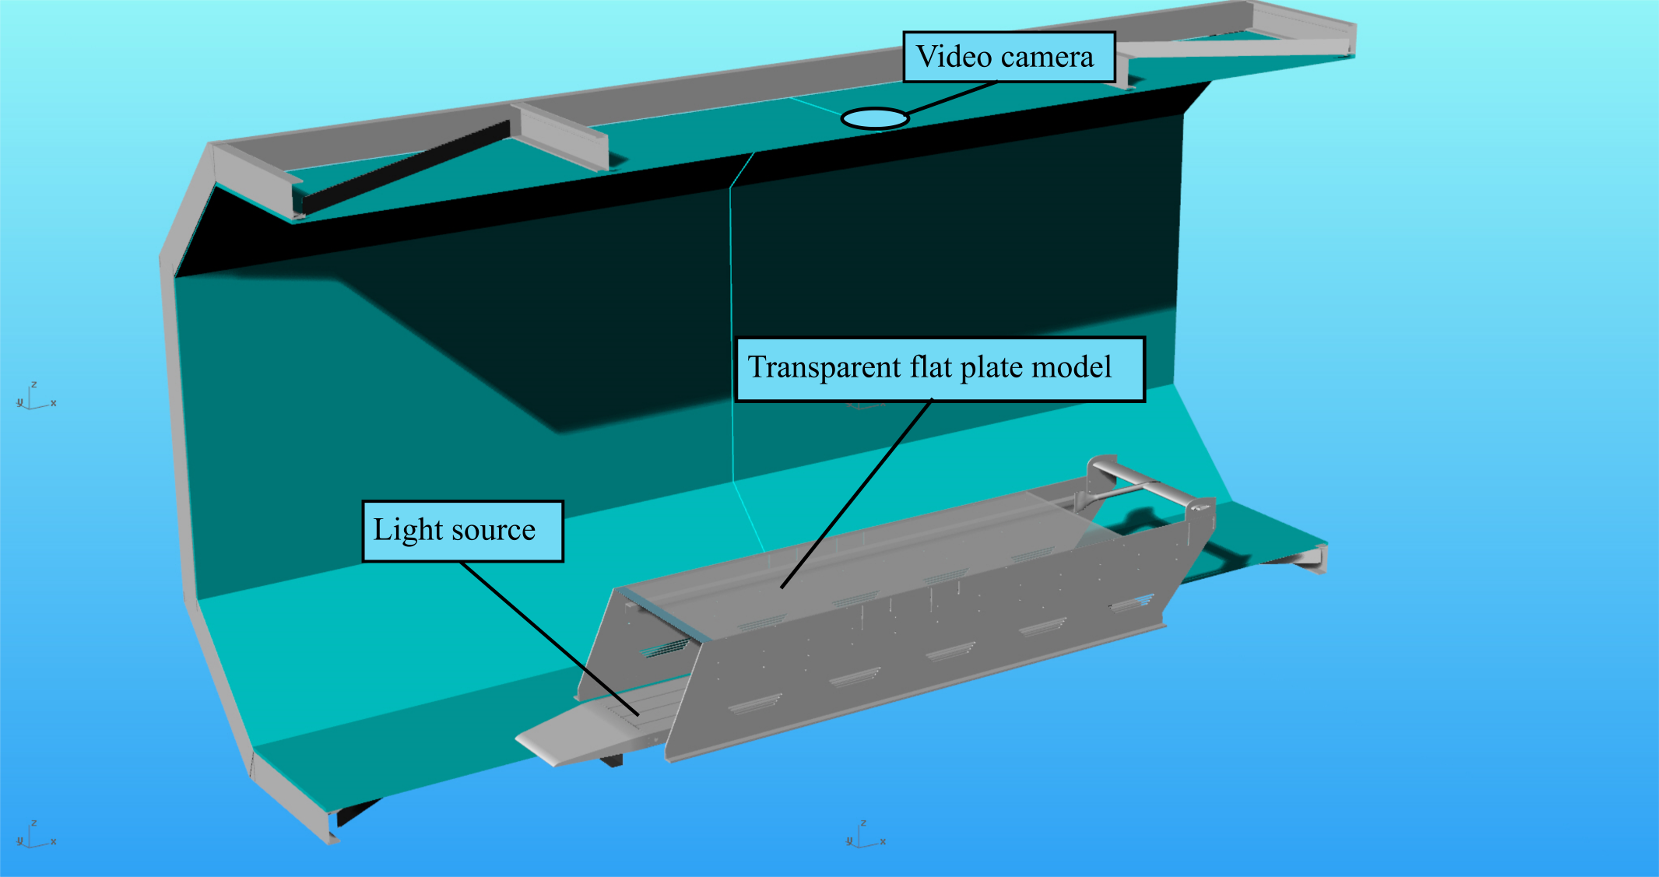 Video camera
Transparent flat plate model
Light source
z
y
x
z
y
x
z
y
x